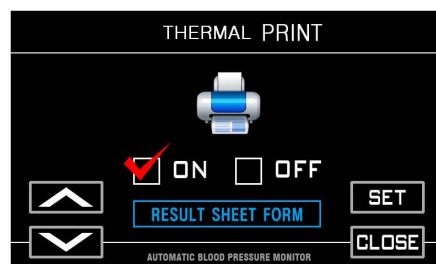 THERMAL PRINT
ON OFF
SET
RESULT SHEET FORM
CLOSE
AUTOMATIC BLOOD PRESSURE MONITOR